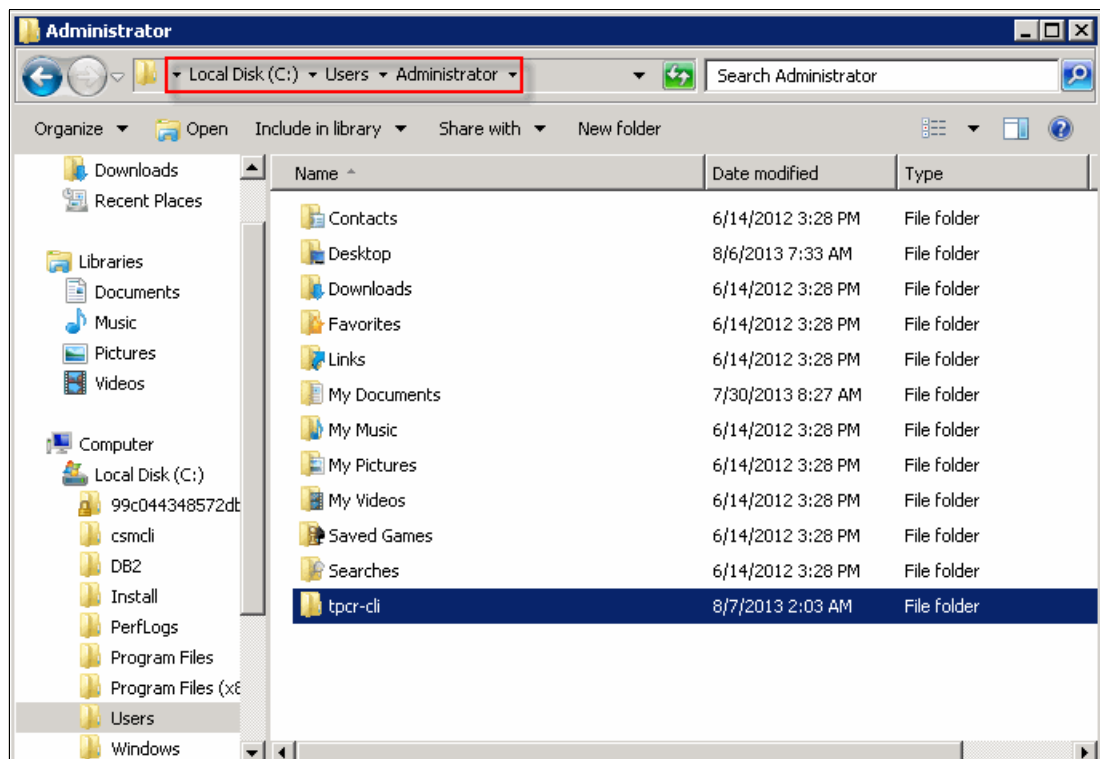 Administrator
Local Disk (C:) Users Administrator
Search Administrator
Organize Open Include in library Share with New folder
Downloads
Recent Places
Libraries
Documents
Music
Pictures
Videos
Computer
Local Disk (C:)
99c044348572db
csmcli
DB2
Install
PerfLogs
Program Files
Program Files (x8
Users
Windows
Name Date modified Type
Contacts 6/14/2012 3:28 PM File folder
Desktop 8/6/2013 7:33 AM File folder
Downloads 6/14/2012 3:28 PM File folder
Favorites 6/14/2012 3:28 PM File folder
Links 6/14/2012 3:28 PM File folder
My Documents 7/30/2013 8:27 AM File folder
My Music 6/14/2012 3:28 PM File folder
My Pictures 6/14/2012 3:28 PM File folder
My Videos 6/14/2012 3:28 PM File folder
Saved Games 6/14/2012 3:28 PM File folder
Searches 6/14/2012 3:28 PM File folder
tpcr-cli 8/7/2013 2:03 AM File folder